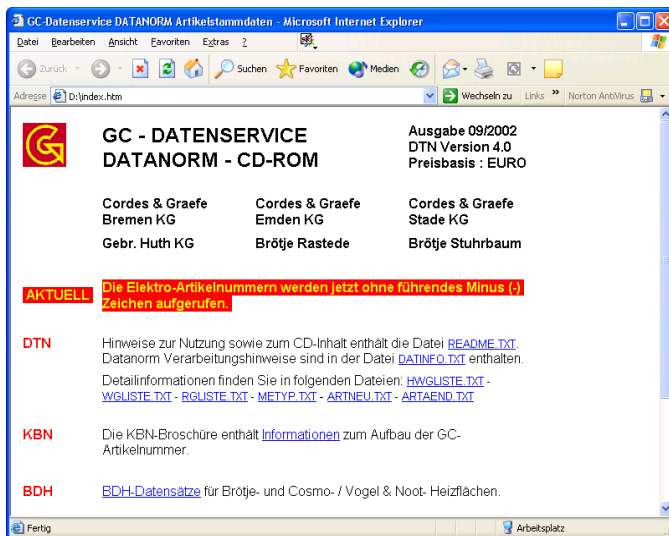 GC-Datenservice DATANORM Artikelstammdaten - Microsoft Internet Explorer
Datei Bearbeiten Ansicht Favoriten Extras ?
Zurück Suchen Favoriten Medien
Adresse D:\index.htm Wechseln zu Links » Norton AntiVirus
G
GC - DATENSERVICE
DATANORM - CD-ROM
Ausgabe 09/2002
DTN Version 4.0
Preisbasis : EURO
Cordes & Graefe Bremen KG
Cordes & Graefe Emden KG
Cordes & Graefe Stade KG
Gebr. Huth KG Brötje Rastede Brötje Stuhrbaum
AKTUELL
Die Elektro-Artikelnummern werden jetzt ohne führendes Minus (-)
Zeichen aufgerufen.
DTN
Hinweise zur Nutzung sowie zum CD-Inhalt enthält die Datei README.TXT.
Datanorm Verarbeitungshinweise sind in der Datei DATINFO.TXT enthalten.
Detailinformationen finden Sie in folgenden Dateien: HWGLISTE.TXT -
WGLISTE.TXT - RGLISTE.TXT - METYP.TXT - ARTNEU.TXT - ARTAEND.TXT
KBN
Die KBN-Broschüre enthält Informationen zum Aufbau der GC-
Artikelnummer.
BDH
BDH-Datensätze für Brötje- und Cosmo- / Vogel & Noot- Heizflächen.
Fertig Arbeitsplatz